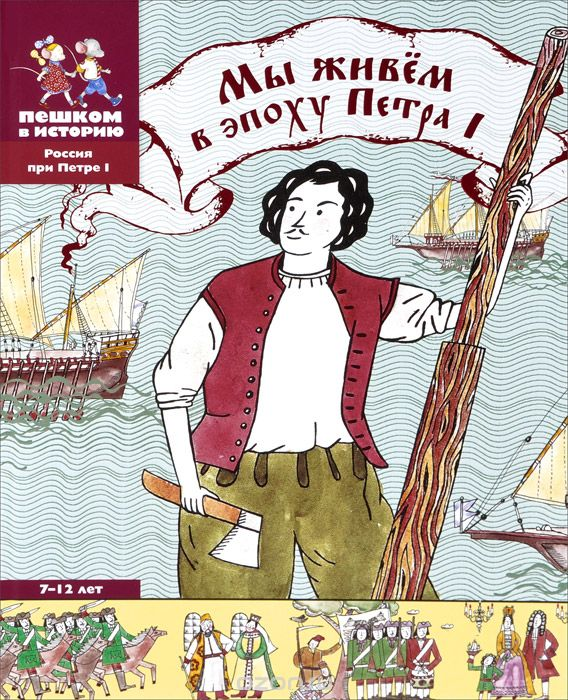 пешком
в историю
Россия
при Петре I
Мы живём
в эпоху Петра I
7–12 лет